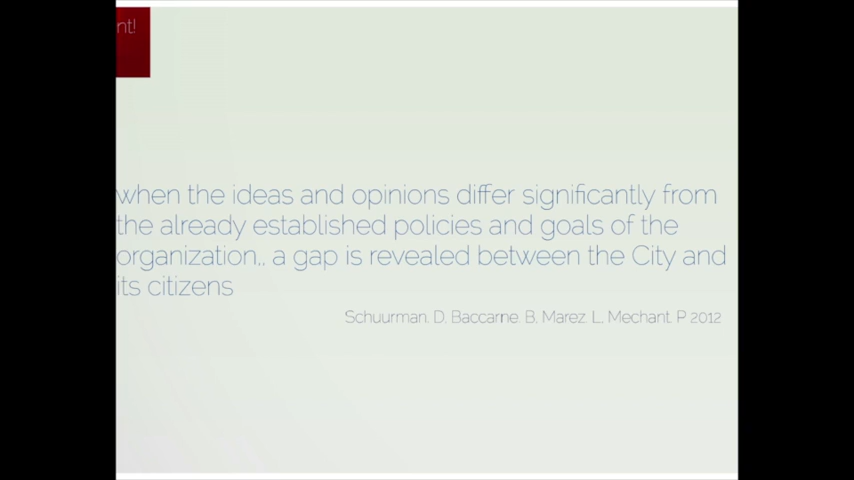 nt!
when the ideas and opinions differ significantly from
the already established policies and goals of the
organization,, a gap is revealed between the City and
its citizens
Schuurman, D, Baccarne, B, Marez, L, Mechant, P 2012